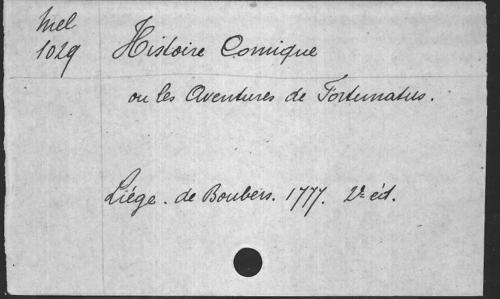 Mel
1029
Histoire Comique
ou les Aventures de Fortunatus.
Liége. de Boubers. 1777. 2e éd.